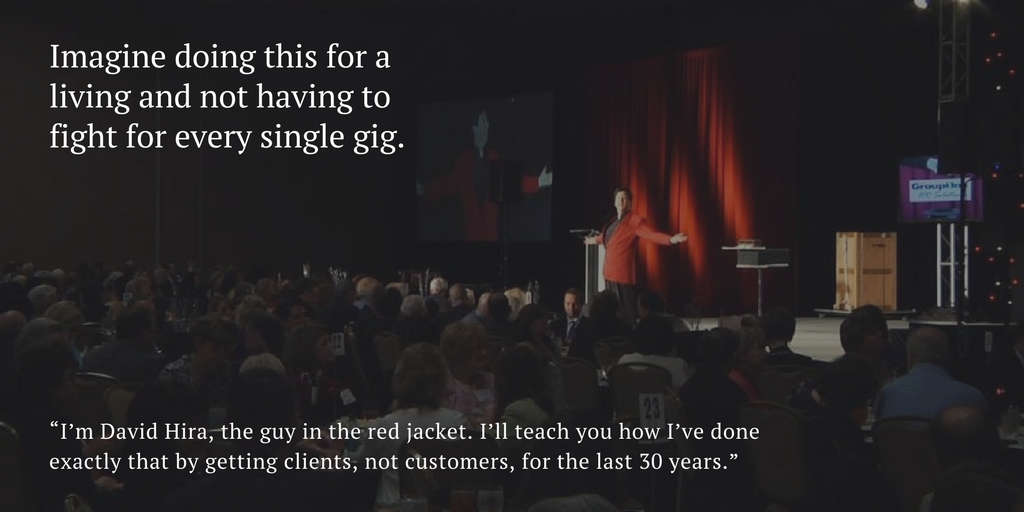 Imagine doing this for a
living and not having to
fight for every single gig.
23
“I’m David Hira, the guy in the red jacket. I’ll teach you how I’ve done
exactly that by getting clients, not customers, for the last 30 years.”